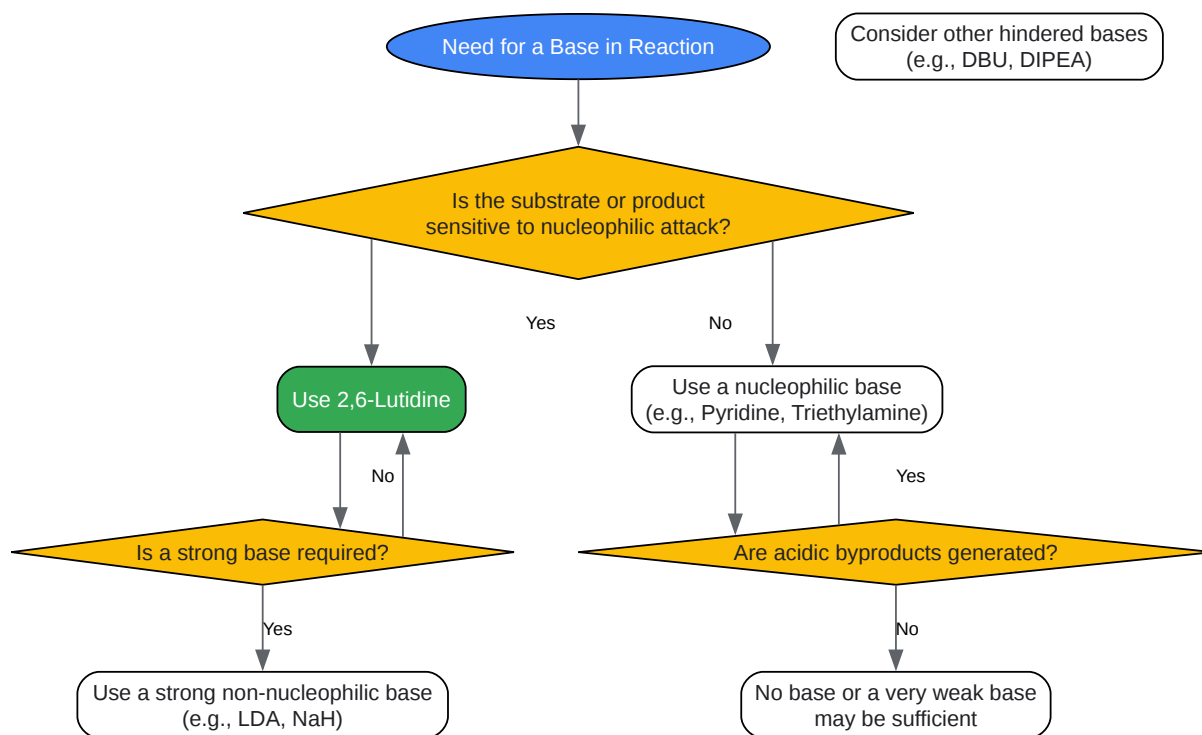 Need for a Base in Reaction
Consider other hindered bases
(e.g., DBU, DIPEA)
Is the substrate or product
sensitive to nucleophilic attack?
Yes
No
Use 2,6-Lutidine
Use a nucleophilic base
(e.g., Pyridine, Triethylamine)
No
Yes
Is a strong base required?
Are acidic byproducts generated?
Yes
No
Use a strong non-nucleophilic base
(e.g., LDA, NaH)
No base or a very weak base
may be sufficient